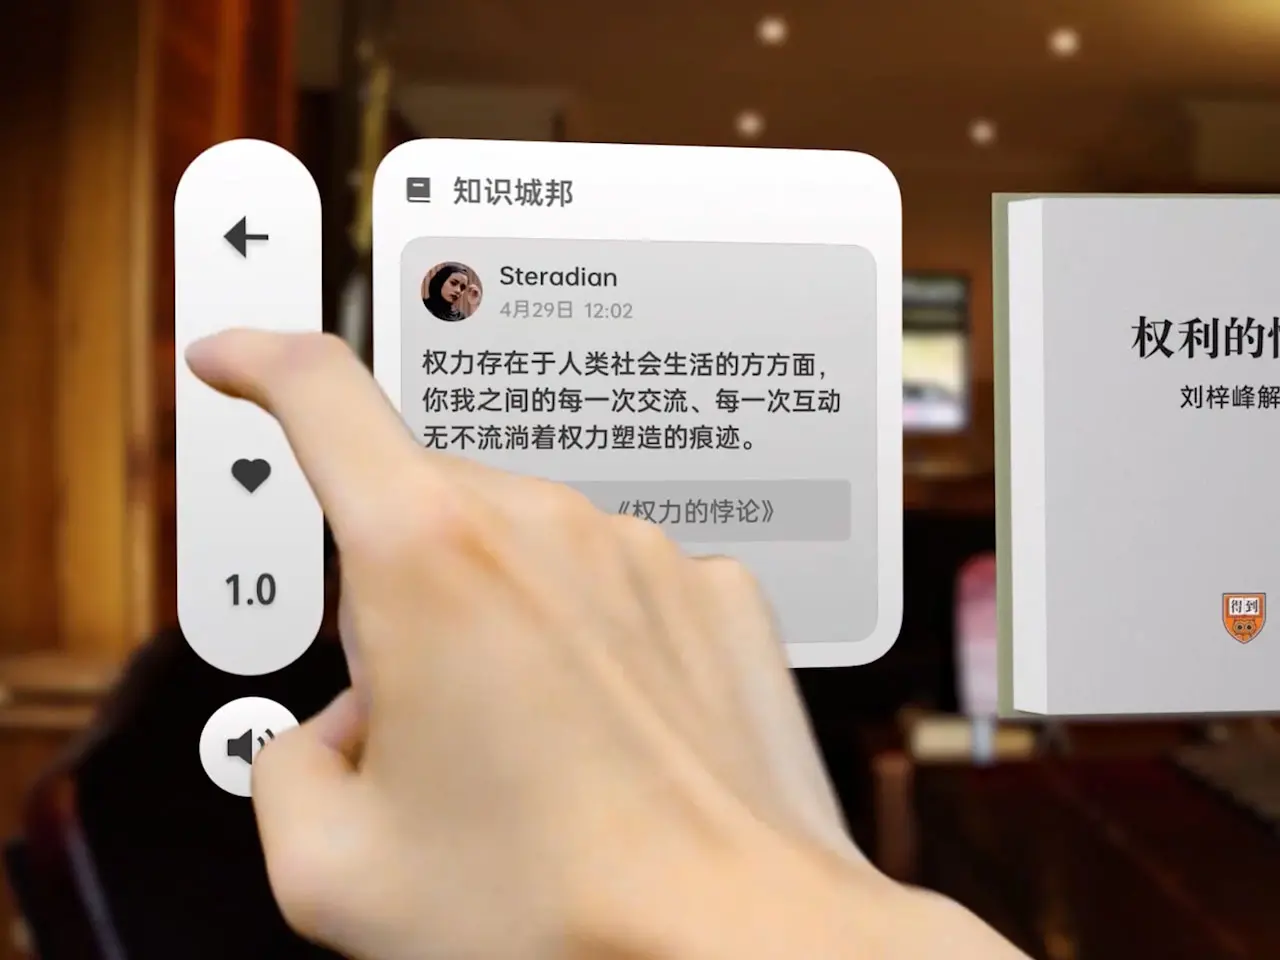 知识城邦
Steradian
4月29日 12:02
权力存在于人类社会生活的方方面，
你我之间的每一次交流、每一次互动
无不流淌着权力塑造的痕迹。
《权力的悖论》
1.0
权利的
刘梓峰解
得到